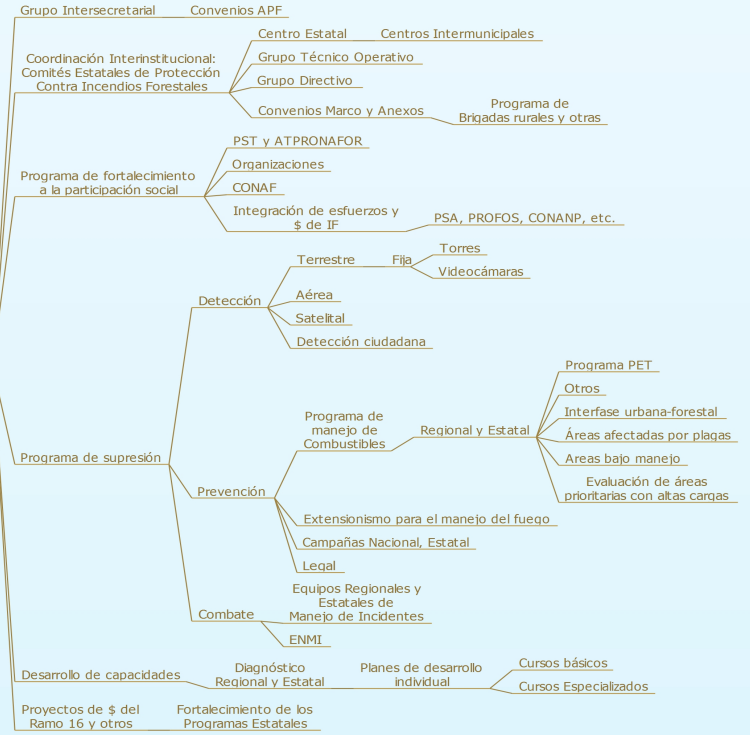 Grupo Intersecretarial
Convenios APF
Coordinación Interinstitucional:
Comités Estatales de Protección
Contra Incendios Forestales
Centro Estatal
Centros Intermunicipales
Grupo Técnico Operativo
Grupo Directivo
Convenios Marco y Anexos
Programa de
Brigadas rurales y otras
Programa de fortalecimiento
a la participación social
PST y ATPRONAFOR
Organizaciones
CONAF
Integración de esfuerzos y
$ de IF
PSA, PROFOS, CONANP, etc.
Programa de supresión
Detección
Terrestre
Fija
Torres
Videocámaras
Aérea
Satelital
Detección ciudadana
Prevención
Programa de
manejo de
Combustibles
Regional y Estatal
Programa PET
Otros
Interfase urbana-forestal
Áreas afectadas por plagas
Areas bajo manejo
Evaluación de áreas
prioritarias con altas cargas
Extensionismo para el manejo del fuego
Campañas Nacional, Estatal
Legal
Combate
Equipos Regionales y
Estatales de
Manejo de Incidentes
ENMI
Desarrollo de capacidades
Diagnóstico
Regional y Estatal
Planes de desarrollo
individual
Cursos básicos
Cursos Especializados
Proyectos de $ del
Ramo 16 y otros
Fortalecimiento de los
Programas Estatales